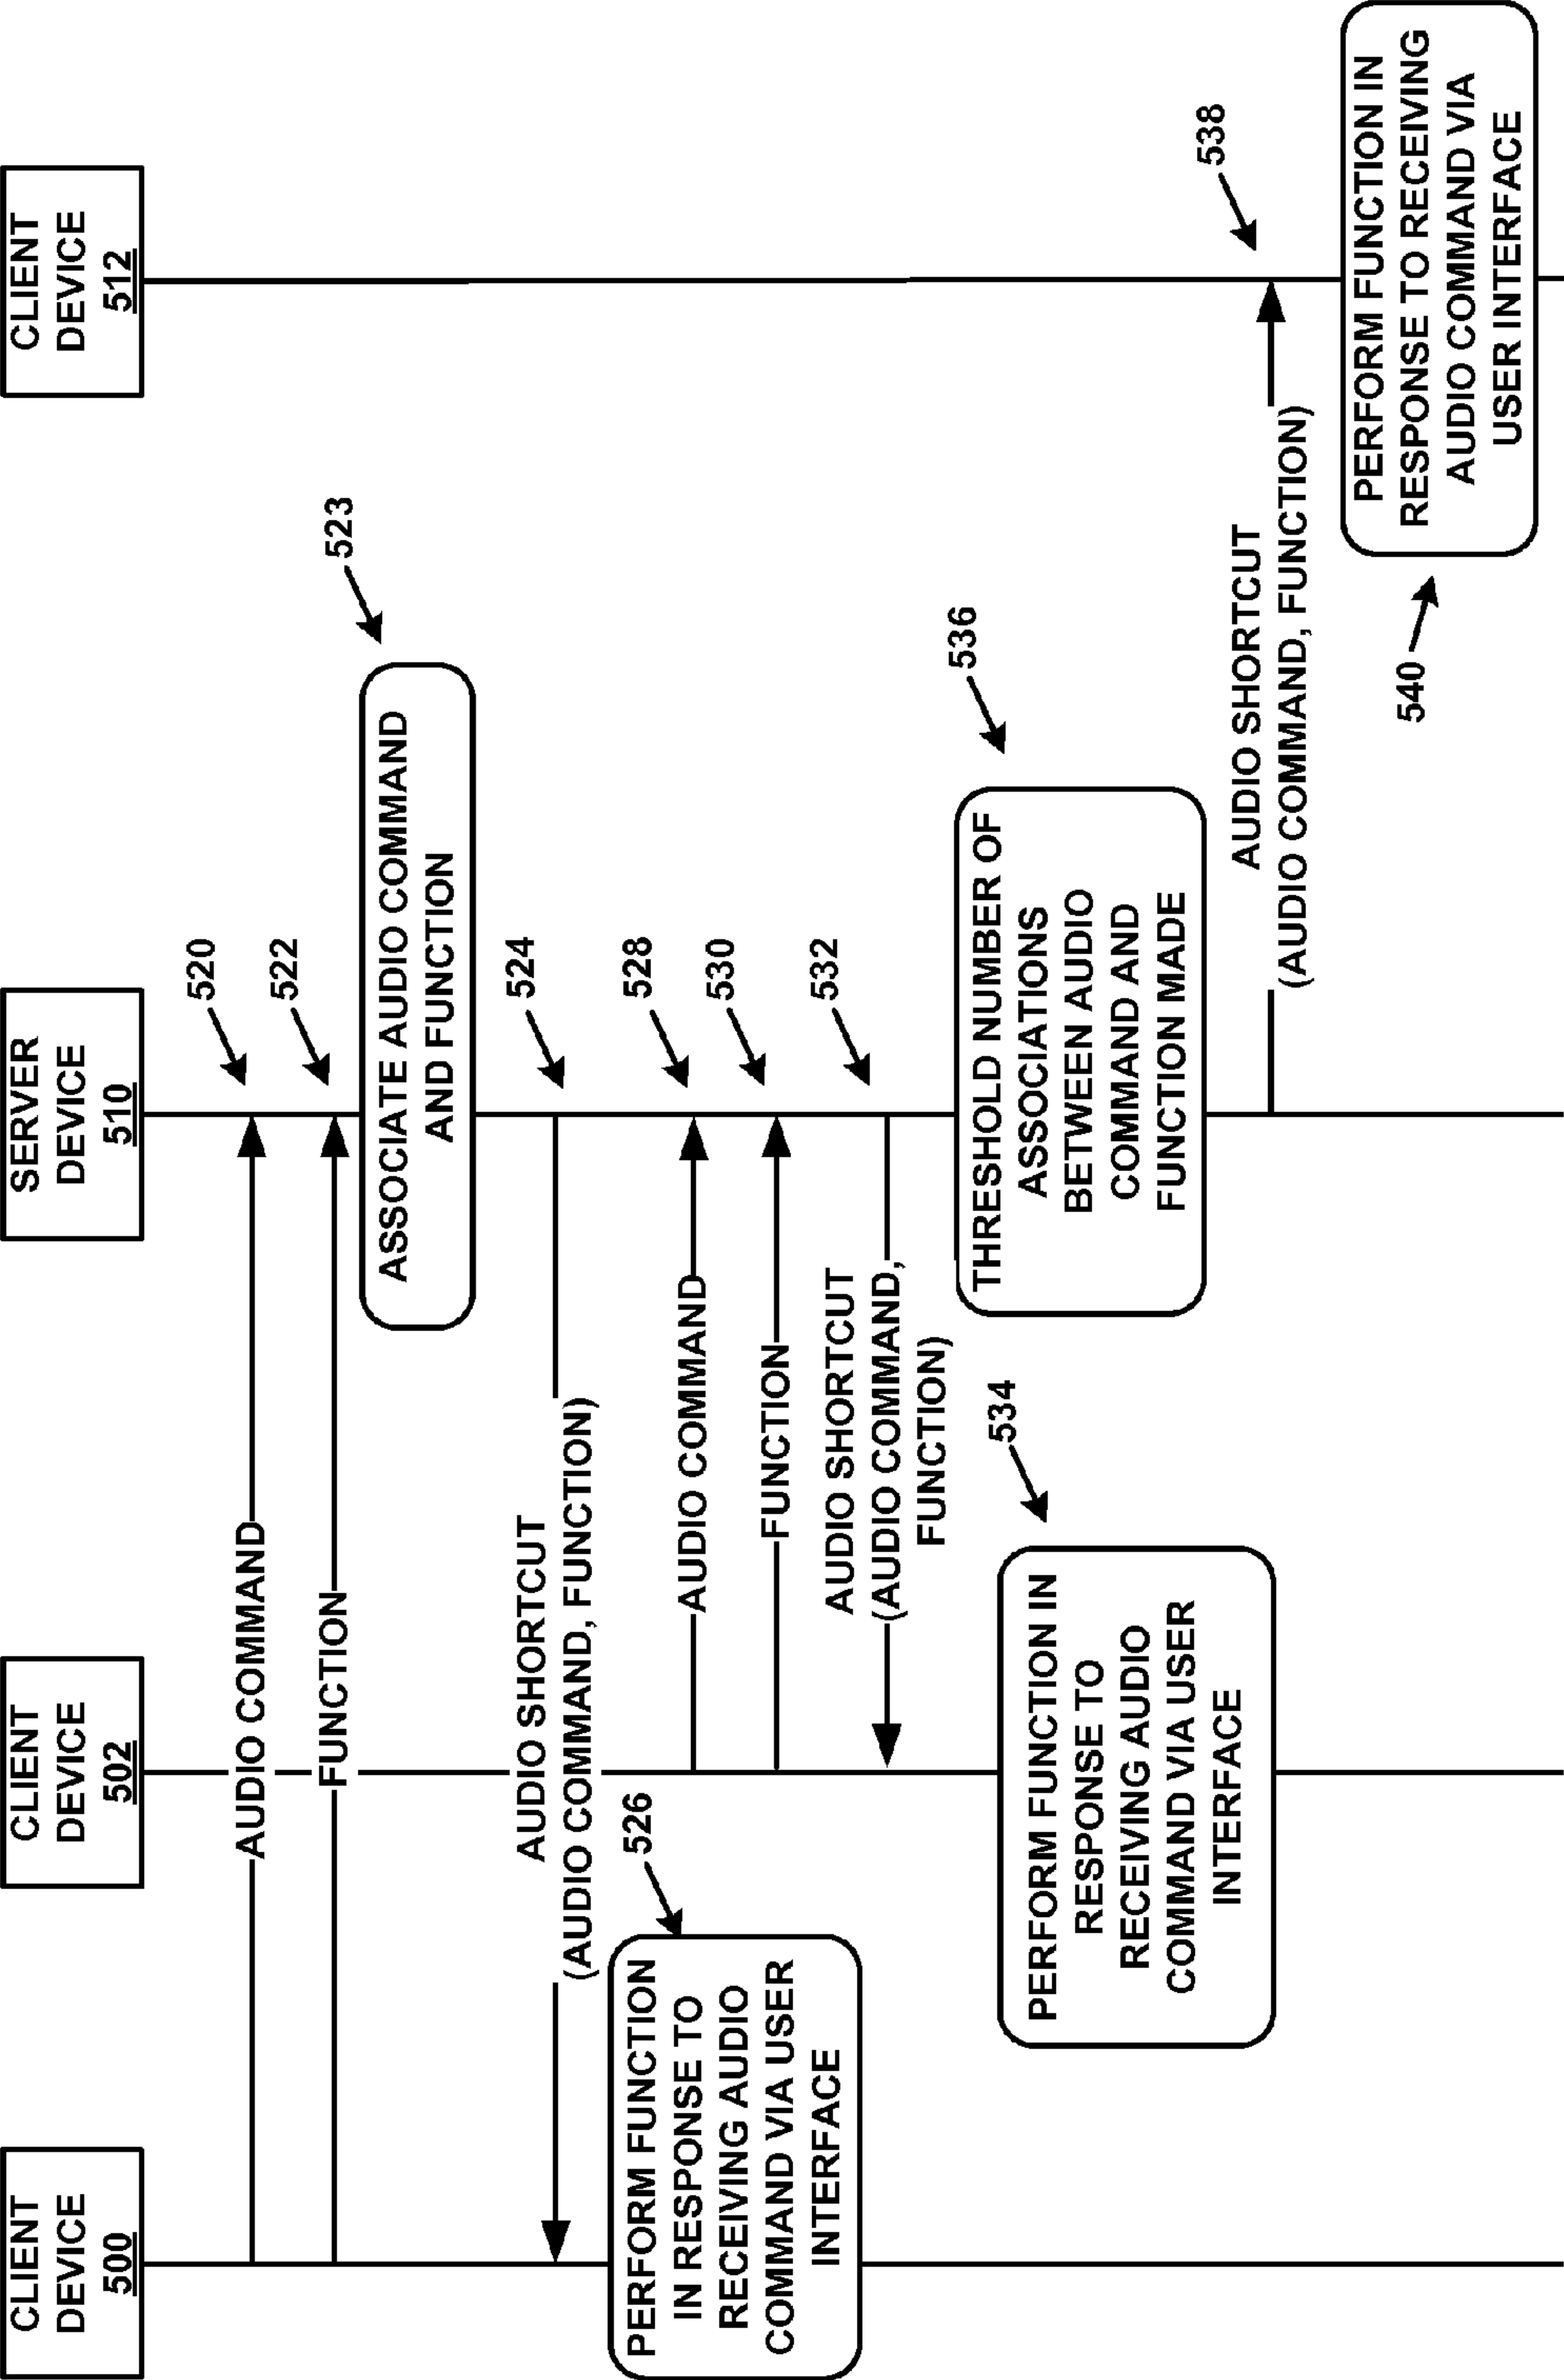 CLIENT
DEVICE
500
CLIENT
DEVICE
502
SERVER
DEVICE
510
CLIENT
DEVICE
512
AUDIO COMMAND
520
FUNCTION
522
ASSOCIATE AUDIO COMMAND
AND FUNCTION
523
AUDIO SHORTCUT
(AUDIO COMMAND, FUNCTION)
524
PERFORM FUNCTION
IN RESPONSE TO
RECEIVING AUDIO
COMMAND VIA USER
INTERFACE
526
AUDIO COMMAND
528
FUNCTION
530
AUDIO SHORTCUT
(AUDIO COMMAND,
FUNCTION)
532
PERFORM FUNCTION IN
RESPONSE TO
RECEIVING AUDIO
COMMAND VIA USER
INTERFACE
534
THRESHOLD NUMBER OF
ASSOCIATIONS
BETWEEN AUDIO
COMMAND AND
FUNCTION MADE
536
AUDIO SHORTCUT
(AUDIO COMMAND, FUNCTION)
538
PERFORM FUNCTION IN
RESPONSE TO RECEIVING
AUDIO COMMAND VIA
USER INTERFACE
540